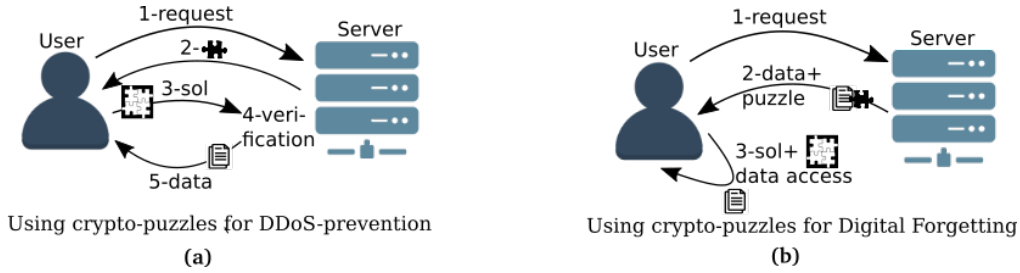 1-request
User
Server
2-
3-sol
4-veri-
fication
5-data
Using crypto-puzzles for DDoS-prevention
(a)
1-request
User
Server
2-data+
puzzle
3-sol+
data access
Using crypto-puzzles for Digital Forgetting
(b)